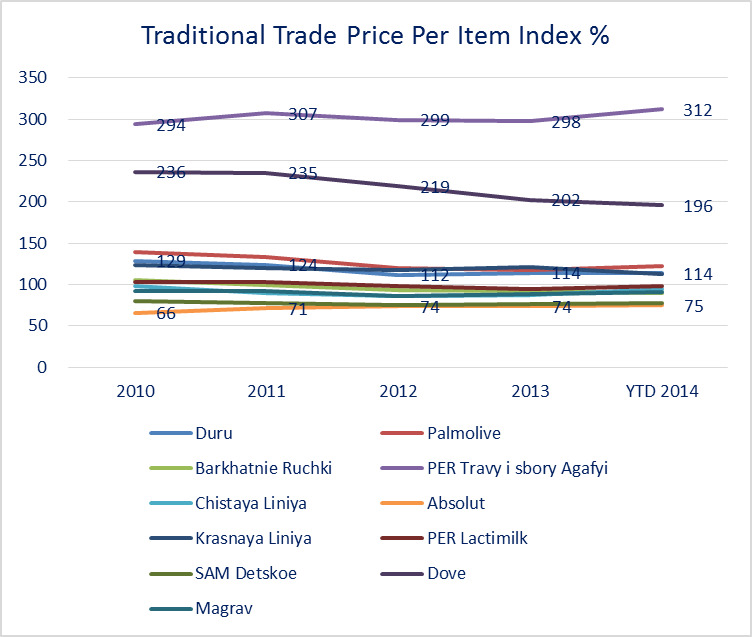 Traditional Trade Price Per Item Index %
350
300
250
200
150
100
50
0
294 307 299 298 312
236 235 219 202 196
129 124 112 114 114
66 71 74 74 75
2010 2011 2012 2013 YTD 2014
Duru Palmolive
Barkhatnie Ruchki PER Travy i sbory Agafyi
Chistaya Liniya Absolut
Krasnaya Liniya PER Lactimilk
SAM Detskoe Dove
Magrav